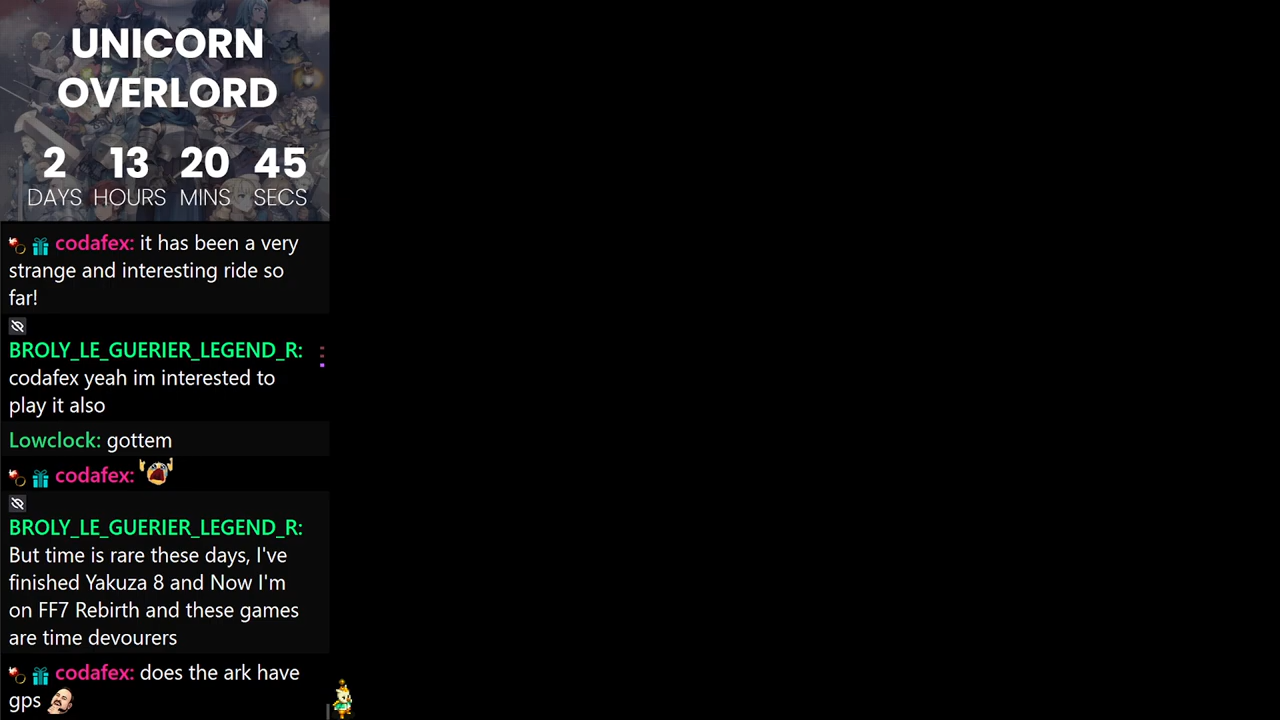 UNICORN
OVERLORD
2 13 20 45
DAYS HOURS MINS SECS
codafex: it has been a very
strange and interesting ride so
far!
BROLY_LE_GUERIER_LEGEND_R:
codafex yeah im interested to
play it also
Lowclock: gottem
codafex:
BROLY_LE_GUERIER_LEGEND_R:
But time is rare these days, I've
finished Yakuza 8 and Now I'm
on FF7 Rebirth and these games
are time devourers
codafex: does the ark have
gps